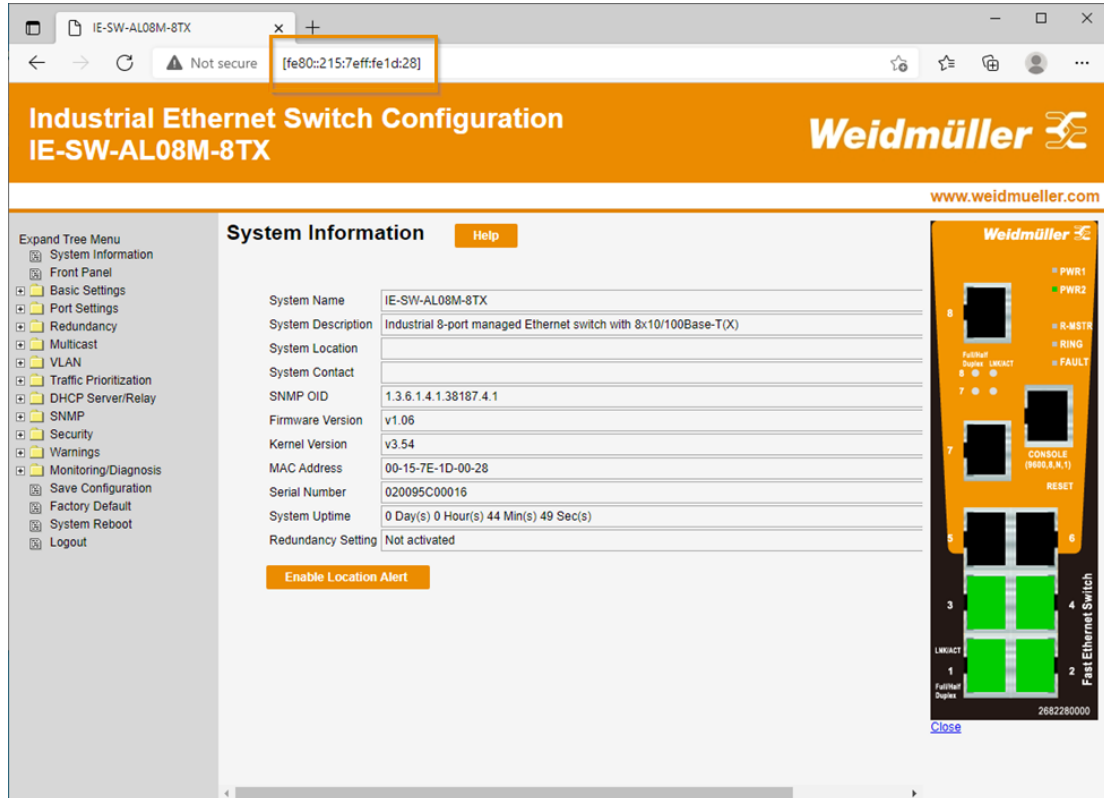 IE-SW-AL08M-8TX
Not secure [fe80::215:7eff:fe1d:28]
Industrial Ethernet Switch Configuration
IE-SW-AL08M-8TX
Weidmüller
www.weidmueller.com
Expand Tree Menu
System Information
Front Panel
Basic Settings
Port Settings
Redundancy
Multicast
VLAN
Traffic Prioritization
DHCP Server/Relay
SNMP
Security
Warnings
Monitoring/Diagnosis
Save Configuration
Factory Default
System Reboot
Logout
System Information Help
System Name IE-SW-AL08M-8TX
System Description Industrial 8-port managed Ethernet switch with 8x10/100Base-T(X)
System Location
System Contact
SNMP OID 1.3.6.1.4.1.38187.4.1
Firmware Version v1.06
Kernel Version v3.54
MAC Address 00-15-7E-1D-00-28
Serial Number 020095C00016
System Uptime 0 Day(s) 0 Hour(s) 44 Min(s) 49 Sec(s)
Redundancy Setting Not activated
Enable Location Alert
Weidmüller
PWR1
PWR2
8
R-MSTR
RING
FAULT
Full/Half
Duplex LNK/ACT
8
7
7
CONSOLE
(9600,8,N,1)
RESET
5 6
3 4
LNK/ACT
1 2
Full/Half
Duplex
Fast Ethernet Switch
2682280000
Close